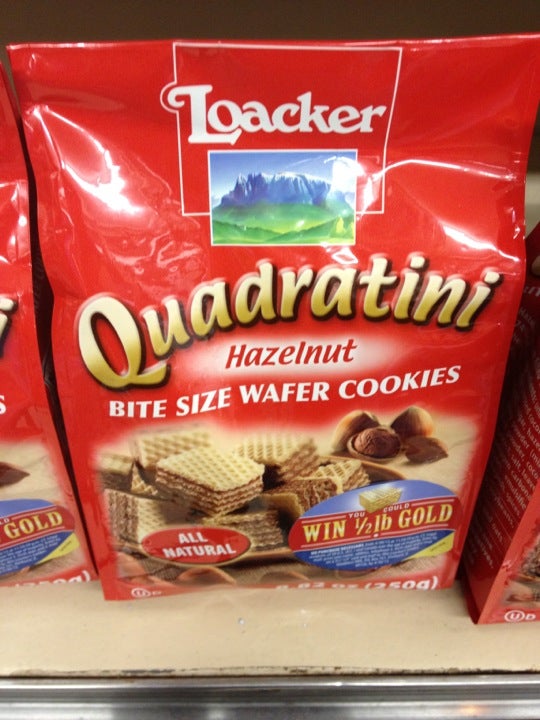 Loacker
Quadratini
Hazelnut
BITE SIZE WAFER COOKIES
YOU COULD
WIN ½lb GOLD
ALL
NATURAL
GOLD
(250g)